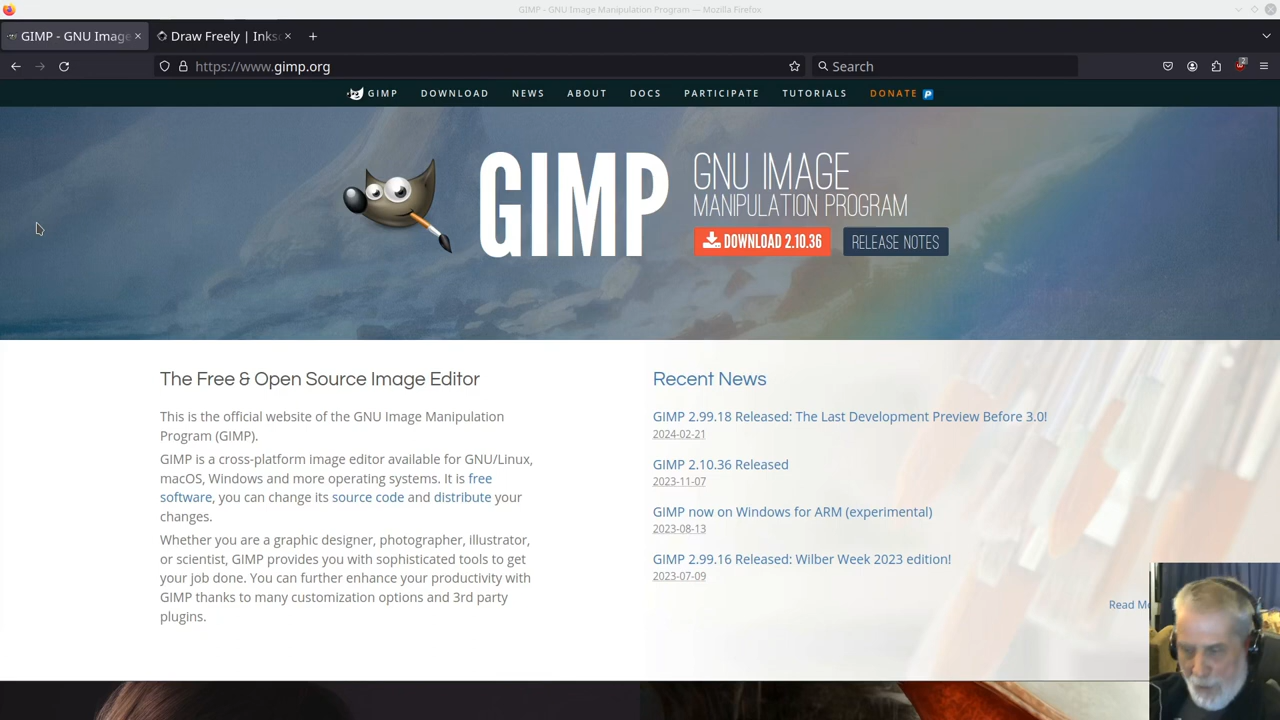 GIMP - GNU Image Manipulation Program — Mozilla Firefox
GIMP - GNU Image
Draw Freely | Inks
https://www.gimp.org
Search
GIMP
DOWNLOAD
NEWS
ABOUT
DOCS
PARTICIPATE
TUTORIALS
DONATE
2
GIMP
GNU IMAGE
MANIPULATION PROGRAM
DOWNLOAD 2.10.36
RELEASE NOTES
The Free & Open Source Image Editor
This is the official website of the GNU Image Manipulation
Program (GIMP).
GIMP is a cross-platform image editor available for GNU/Linux,
macOS, Windows and more operating systems. It is free
software, you can change its source code and distribute your
changes.
Whether you are a graphic designer, photographer, illustrator,
or scientist, GIMP provides you with sophisticated tools to get
your job done. You can further enhance your productivity with
GIMP thanks to many customization options and 3rd party
plugins.
Recent News
GIMP 2.99.18 Released: The Last Development Preview Before 3.0!
2024-02-21
GIMP 2.10.36 Released
2023-11-07
GIMP now on Windows for ARM (experimental)
2023-08-13
GIMP 2.99.16 Released: Wilber Week 2023 edition!
2023-07-09
Read Mo